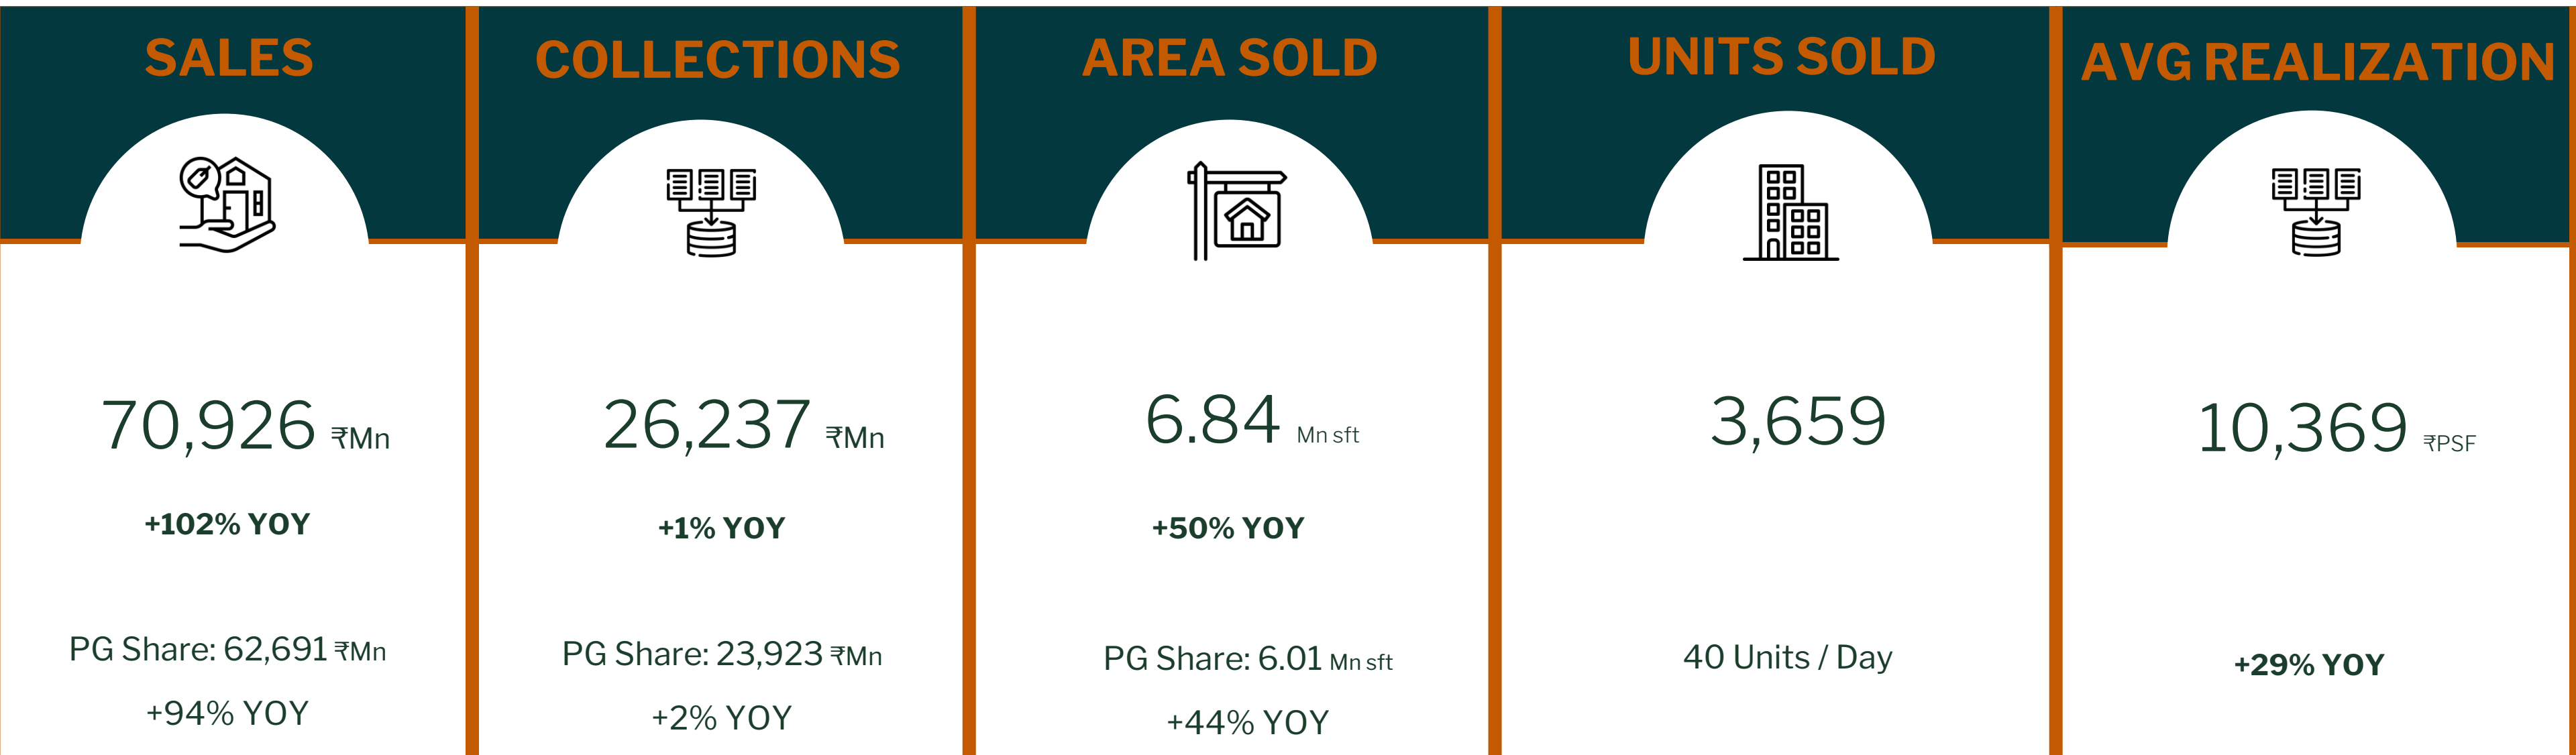 SALES
70,926 ₹Mn
+102% YOY
PG Share: 62,691 ₹Mn
+94% YOY
COLLECTIONS
26,237 ₹Mn
+1% YOY
PG Share: 23,923 ₹Mn
+2% YOY
AREA SOLD
6.84 Mn sft
+50% YOY
PG Share: 6.01 Mn sft
+44% YOY
UNITS SOLD
3,659
40 Units / Day
AVG REALIZATION
10,369 ₹PSF
+29% YOY